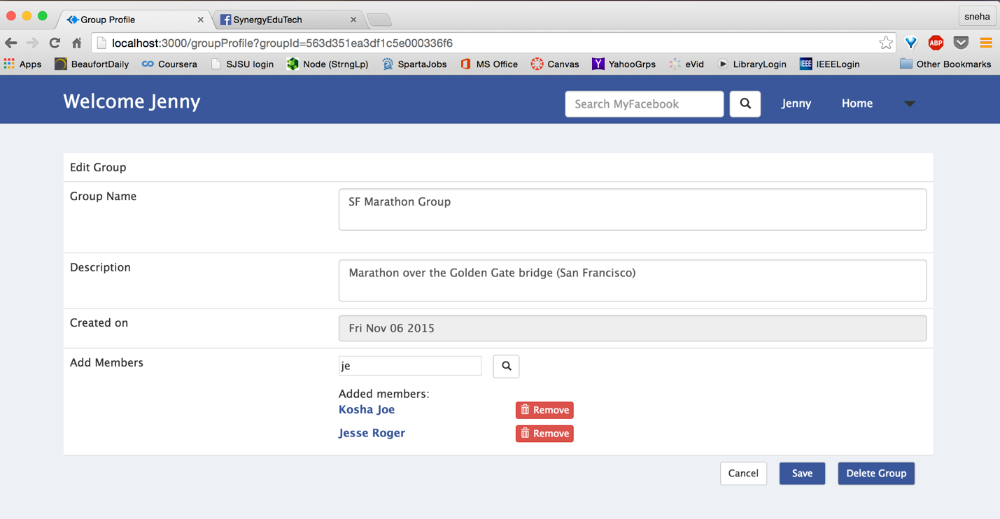 Group Profile
SynergyEduTech
sneha
localhost:3000/groupProfile?groupId=563d351ea3df1c5e000336f6
ABP
Apps BeaufortDaily Coursera SJSU login Node (StrngLp) SpartaJobs MS Office Canvas YahooGrps eVid LibraryLogin IEEE IEEELogin Other Bookmarks
Welcome Jenny
Search MyFacebook
Jenny
Home
Edit Group
Group Name
SF Marathon Group
Description
Marathon over the Golden Gate bridge (San Francisco)
Created on
Fri Nov 06 2015
Add Members
je
Added members:
Kosha Joe Remove
Jesse Roger Remove
Cancel Save Delete Group